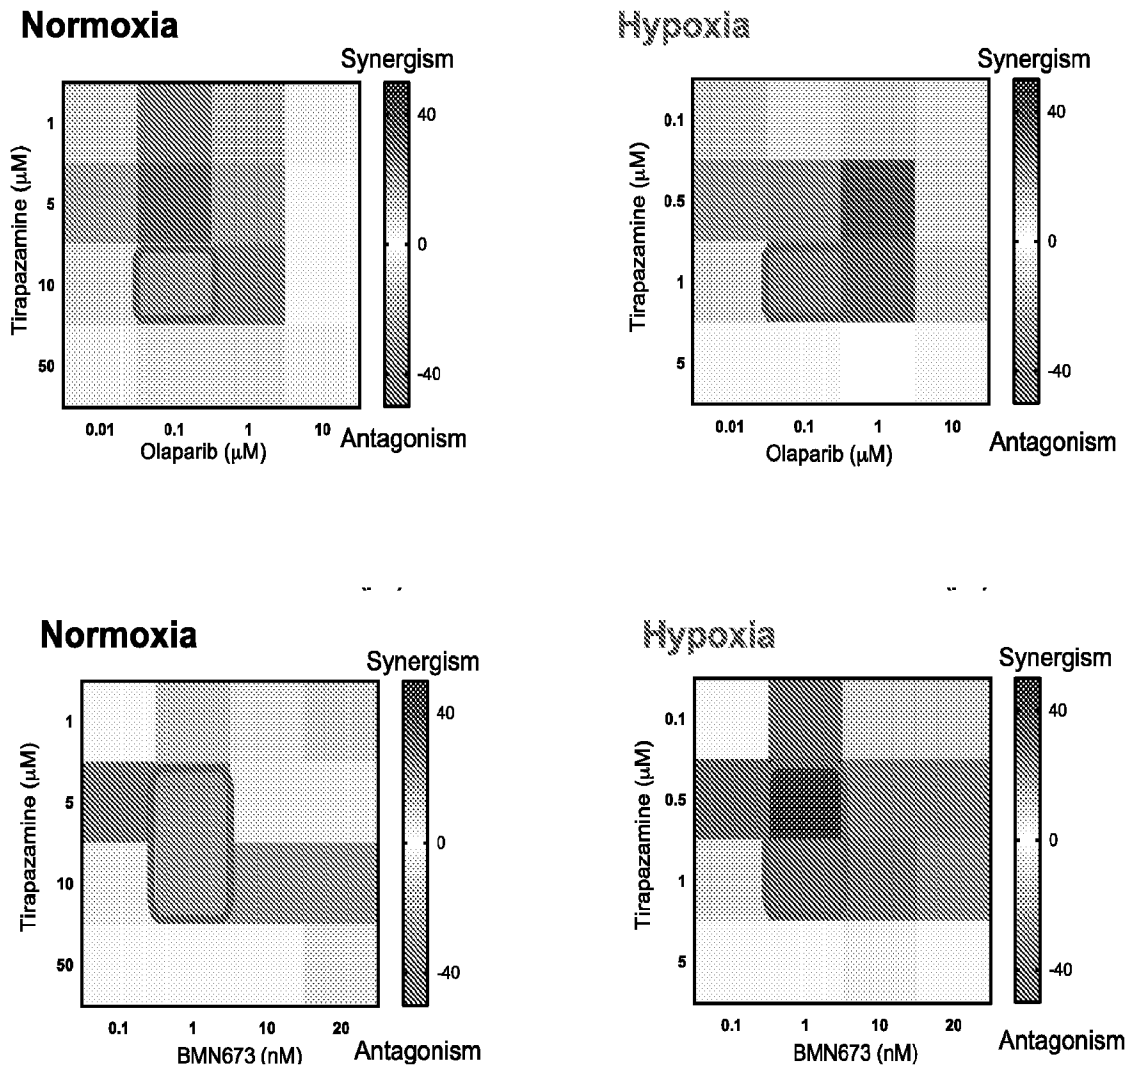 Normoxia
Synergism
40
0
-40
Antagonism
Tirapazamine (μM)
1
5
10
50
0.01 0.1 1 10
Olaparib (μM)
Hypoxia
Synergism
40
0
-40
Antagonism
Tirapazamine (μM)
0.1
0.5
1
5
0.01 0.1 1 10
Olaparib (μM)
Normoxia
Synergism
40
0
-40
Antagonism
Tirapazamine (μM)
1
5
10
50
0.1 1 10 20
BMN673 (nM)
Hypoxia
Synergism
40
0
-40
Antagonism
Tirapazamine (μM)
0.1
0.5
1
5
0.1 1 10 20
BMN673 (nM)